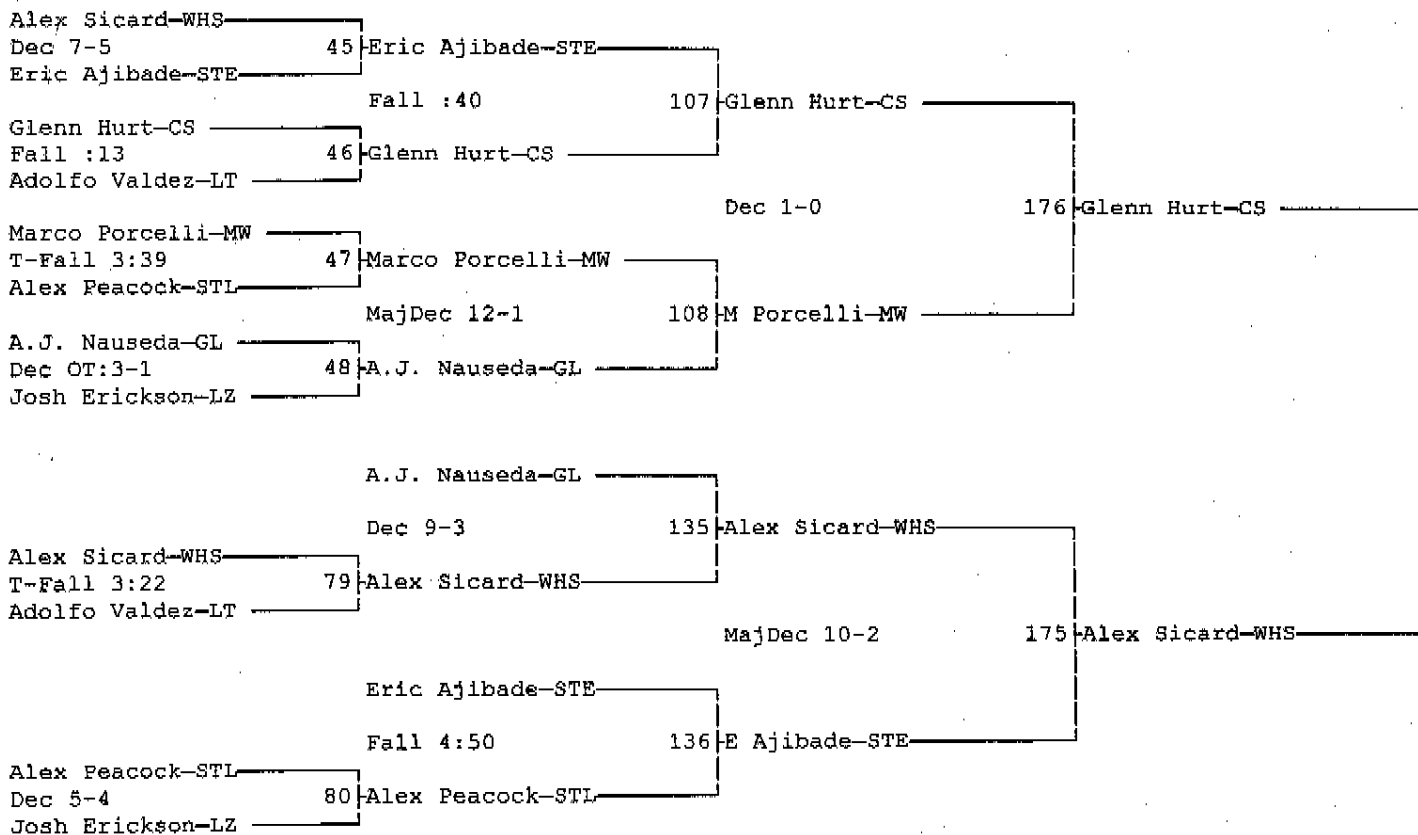 Alex Sicard-WHS
Dec 7-5 45 Eric Ajibade-STE
Eric Ajibade-STE
Fall :40 107 Glenn Hurt-CS
Glenn Hurt-CS
Fall :13 46 Glenn Hurt-CS
Adolfo Valdez-LT
Dec 1-0 176 Glenn Hurt-CS
Marco Porcelli-MW
T-Fall 3:39 47 Marco Porcelli-MW
Alex Peacock-STL
MajDec 12-1 108 M Porcelli-MW
A.J. Nauseda-GL
Dec OT:3-1 48 A.J. Nauseda-GL
Josh Erickson-LZ
A.J. Nauseda-GL
Dec 9-3 135 Alex Sicard-WHS
Alex Sicard-WHS
T-Fall 3:22 79 Alex Sicard-WHS
Adolfo Valdez-LT
MajDec 10-2 175 Alex Sicard-WHS
Eric Ajibade-STE
Fall 4:50 136 E Ajibade-STE
Alex Peacock-STL
Dec 5-4 80 Alex Peacock-STL
Josh Erickson-LZ